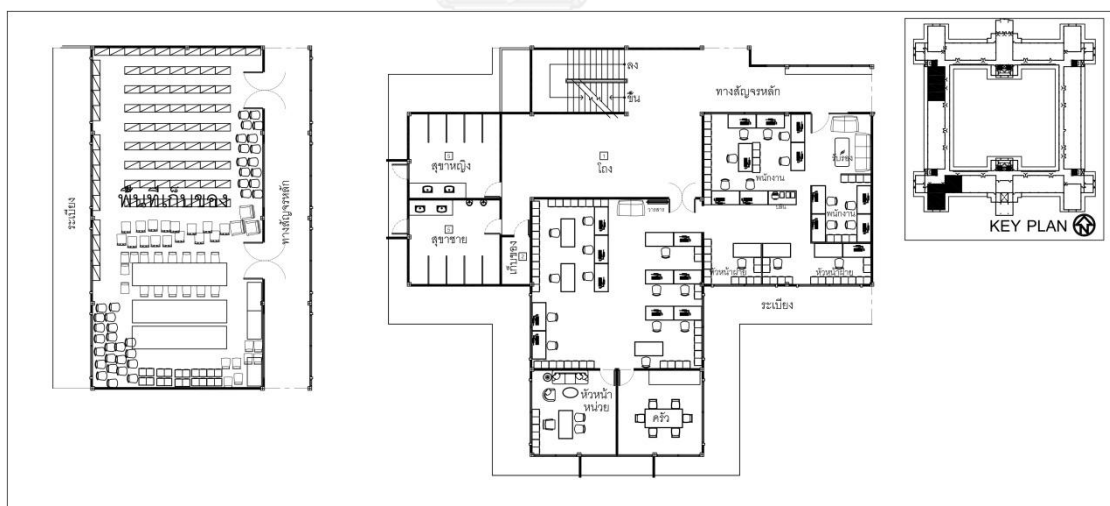 พื้นที่เก็บของ
ระเบียง
ทางสัญจรหลัก
ลง
ขึ้น
ทางสัญจรหลัก
สุขาหญิง
โถง
พนักงาน
รับรอง
สุขาชาย
เก็บของ
พนักงาน
หัวหน้าฝ่าย
หัวหน้าฝ่าย
ระเบียง
หัวหน้า
หน่วย
ครัว
KEY PLAN